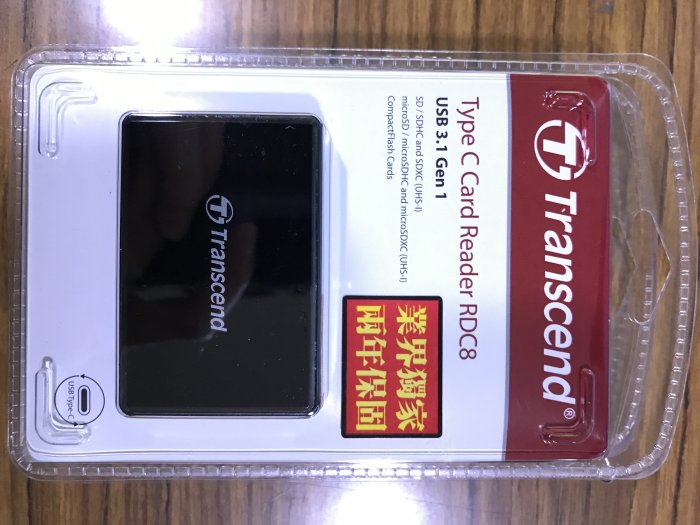 Transcend®
Type C Card Reader RDC8
USB 3.1 Gen 1
SD / SDHC and SDXC (UHS-I)
microSD / microSDHC and microSDXC (UHS-I)
CompactFlash Cards
業界獨家
兩年保固
Transcend
USB Type-C